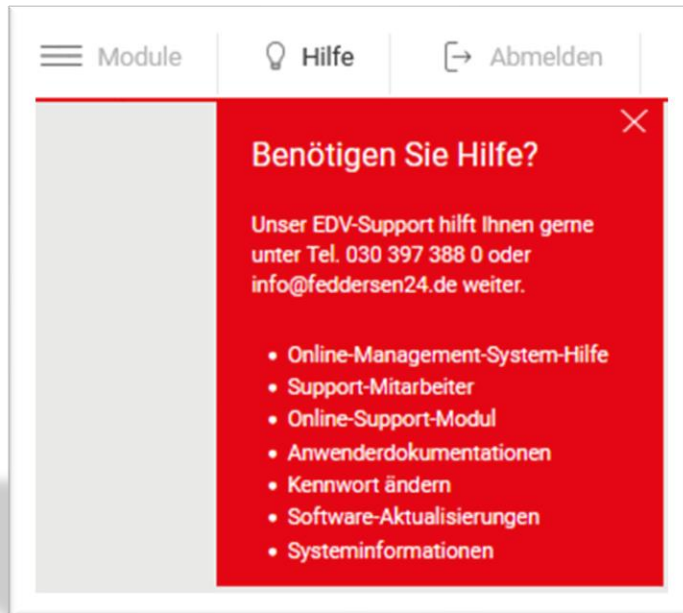 Module Hilfe Abmelden
Benötigen Sie Hilfe?
Unser EDV-Support hilft Ihnen gerne
unter Tel. 030 397 388 0 oder
info@feddersen24.de weiter.
• Online-Management-System-Hilfe
• Support-Mitarbeiter
• Online-Support-Modul
• Anwenderdokumentationen
• Kennwort ändern
• Software-Aktualisierungen
• Systeminformationen